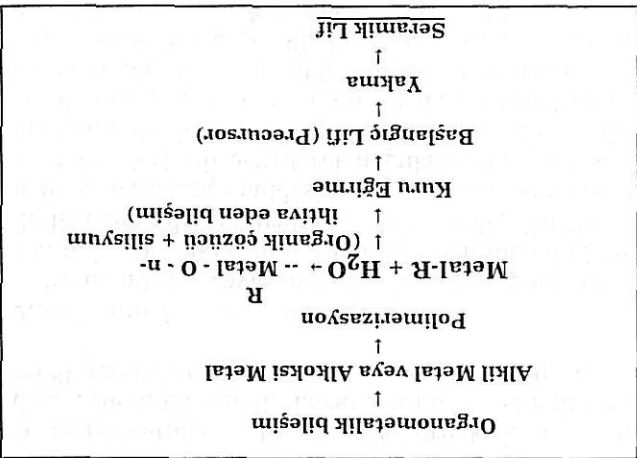 Organometalik bileşim
↓
Alkil Metal veya Alkoksi Metal
↓
Polimerizasyon
R
Metal-R + H₂O → -- Metal - O - n-
↓ (Organik çözücü + silisyum
ihtiva eden bileşim)
Kuru Eğirme
↓
Başlangıç Lifi (Precursor)
↓
Yakma
↓
Seramik Lif